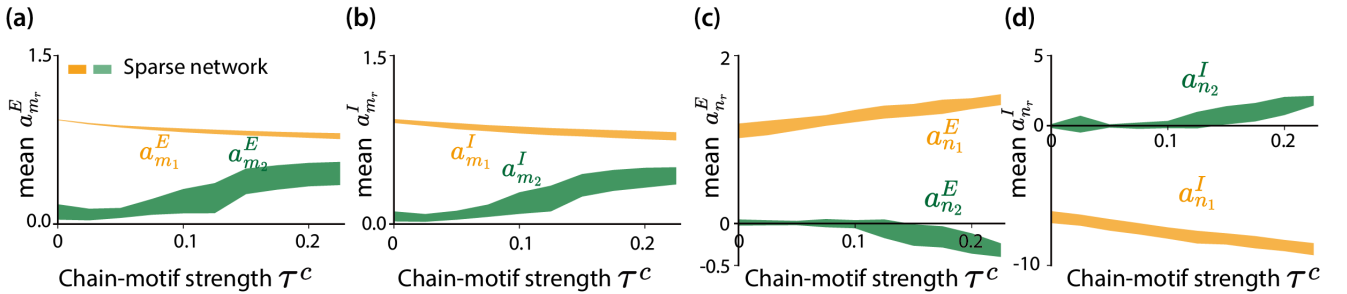 (a)
1.5
Sparse network
mean a^E_{m_r}
a^E_{m_1}
a^E_{m_2}
0.0
0
0.1
0.2
Chain-motif strength τ^c
(b)
1.5
mean a^I_{m_r}
a^I_{m_1}
a^I_{m_2}
0.0
0
0.1
0.2
Chain-motif strength τ^c
(c)
2
mean a^E_{n_r}
a^E_{n_1}
a^E_{n_2}
0
-0.5
0
0.1
0.2
Chain-motif strength τ^c
(d)
5
mean a^I_{n_r}
a^I_{n_2}
0
0
0.1
0.2
a^I_{n_1}
-10
Chain-motif strength τ^c